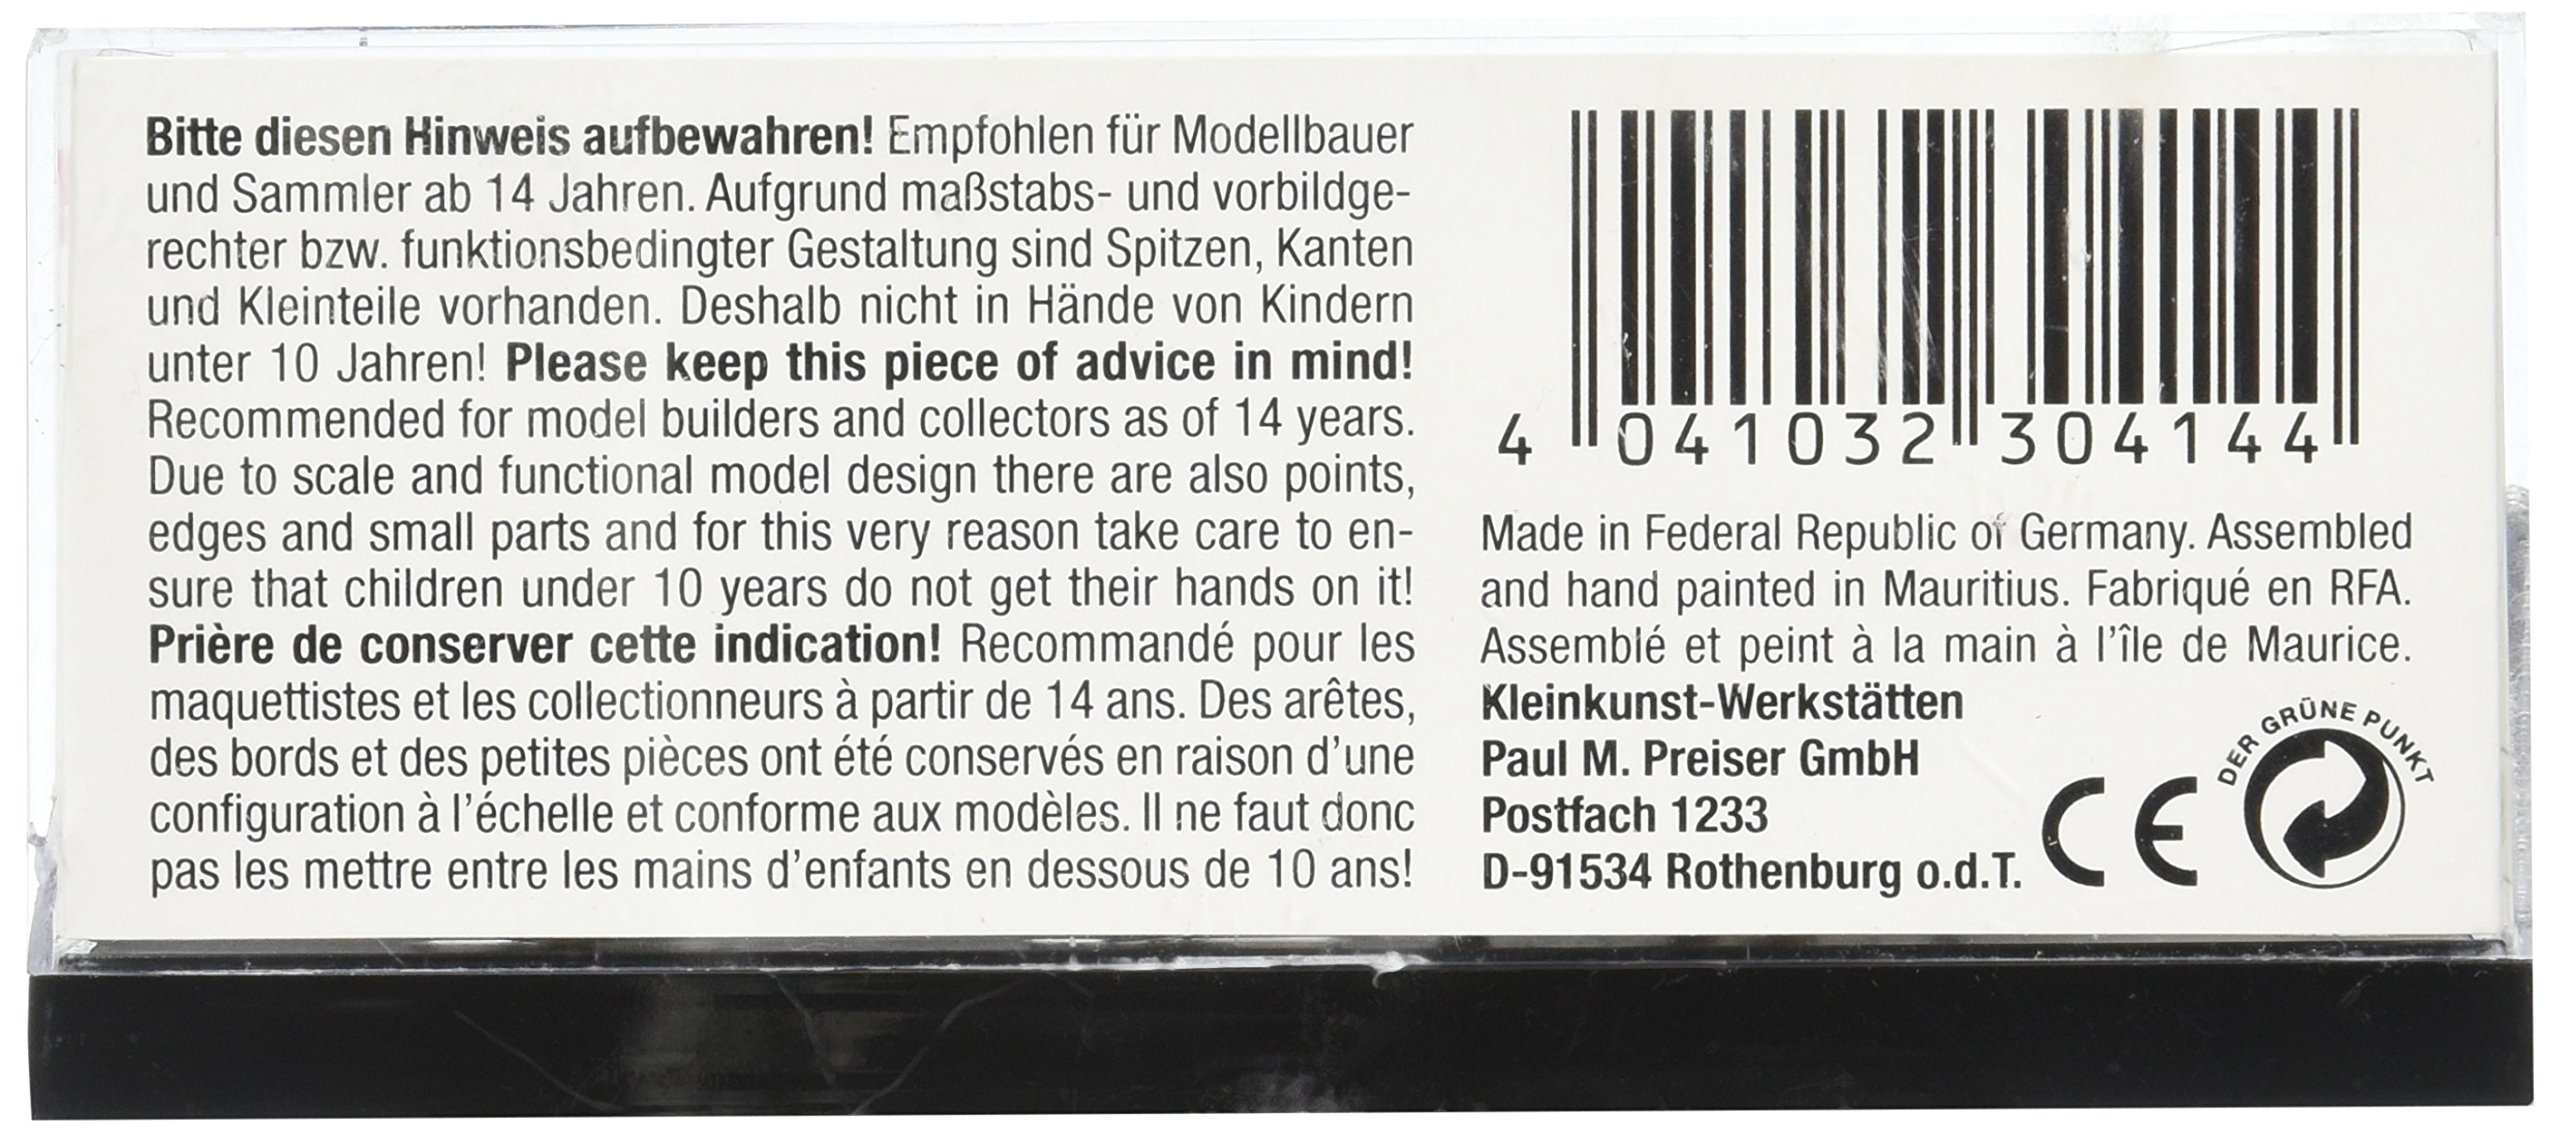 Bitte diesen Hinweis aufbewahren! Empfohlen für Modellbauer
und Sammler ab 14 Jahren. Aufgrund maßstabs- und vorbildge-
rechter bzw. funktionsbedingter Gestaltung sind Spitzen, Kanten
und Kleinteile vorhanden. Deshalb nicht in Hände von Kindern
unter 10 Jahren! Please keep this piece of advice in mind!
Recommended for model builders and collectors as of 14 years.
Due to scale and functional model design there are also points,
edges and small parts and for this very reason take care to en-
sure that children under 10 years do not get their hands on it!
Prière de conserver cette indication! Recommandé pour les
maquettistes et les collectionneurs à partir de 14 ans. Des arêtes,
des bords et des petites pièces ont été conservés en raison d'une
configuration à l'échelle et conforme aux modèles. Il ne faut donc
pas les mettre entre les mains d'enfants en dessous de 10 ans!
4 041032 304144
Made in Federal Republic of Germany. Assembled
and hand painted in Mauritius. Fabriqué en RFA.
Assemblé et peint à la main à l'île de Maurice.
Kleinkunst-Werkstätten
Paul M. Preiser GmbH
Postfach 1233
D-91534 Rothenburg o.d.T.
CE
DER GRÜNE PUNKT